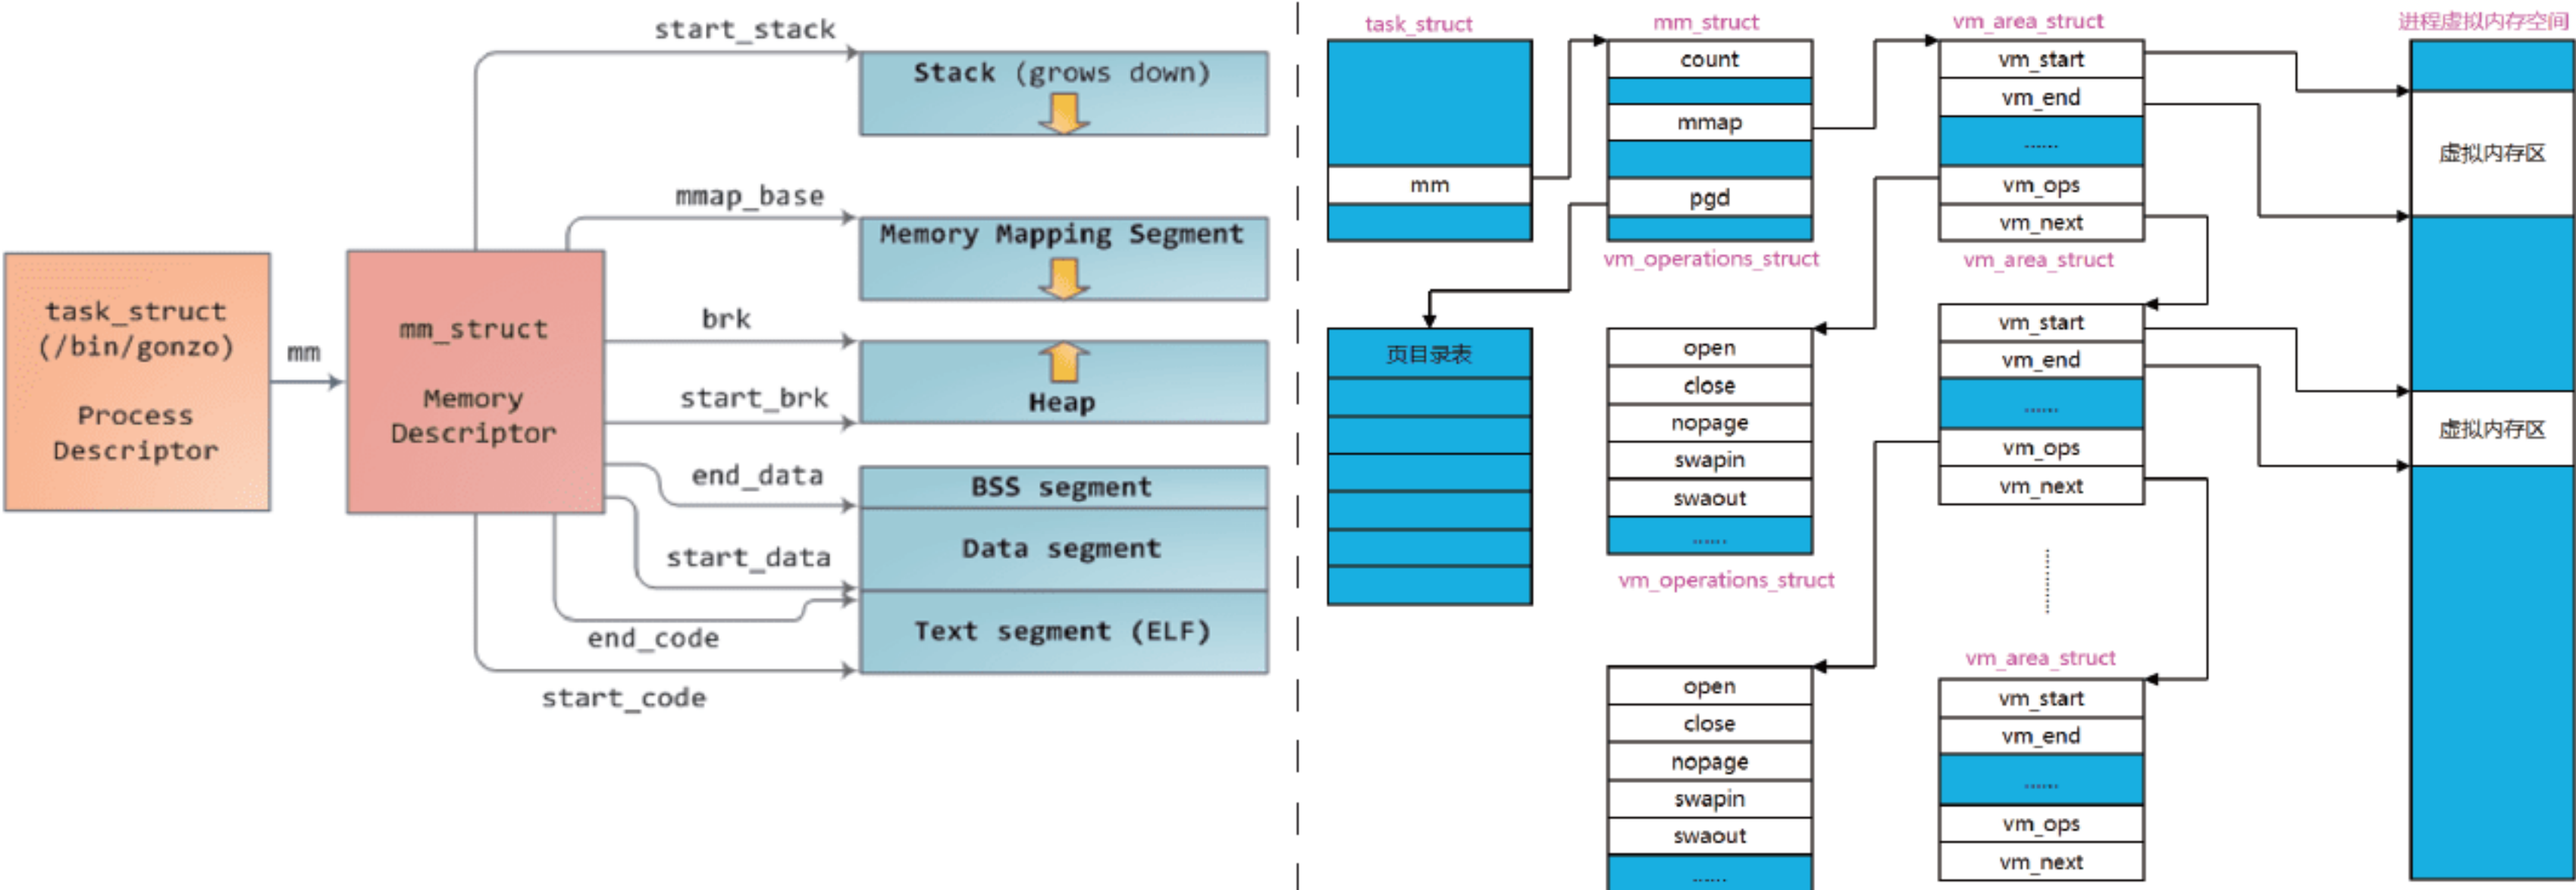 start_stack
Stack (grows down)
mmap_base
Memory Mapping Segment
task_struct
(/bin/gonzo)
Process
Descriptor
mm
mm_struct
Memory
Descriptor
brk
start_brk
Heap
end_data
BSS segment
Data segment
start_data
Text segment (ELF)
end_code
start_code
task_struct
mm
mm_struct
count
mmap
pgd
vm_area_struct
vm_start
vm_end
......
vm_ops
vm_next
进程虚拟内存空间
虚拟内存区
虚拟内存区
页目录表
vm_operations_struct
open
close
nopage
swapin
swaout
......
vm_area_struct
vm_start
vm_end
......
vm_ops
vm_next
vm_operations_struct
open
close
nopage
swapin
swaout
......
vm_area_struct
vm_start
vm_end
......
vm_ops
vm_next